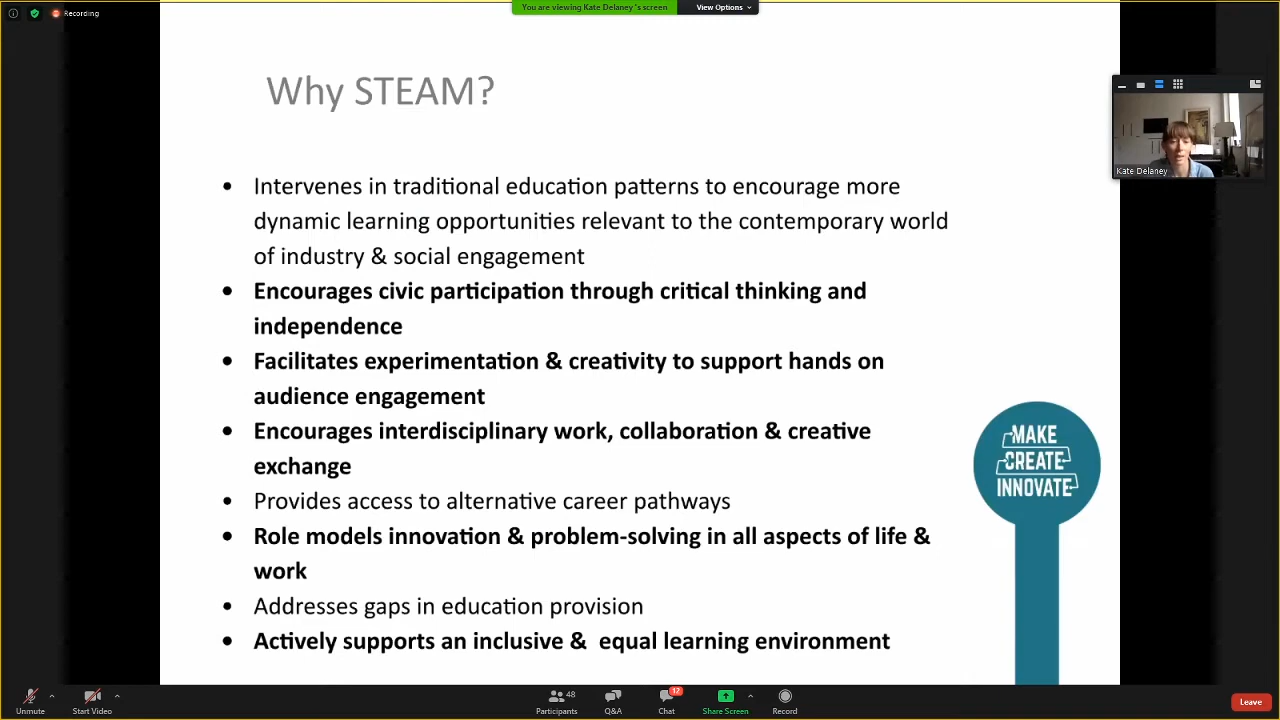 Recording
You are viewing Kate Delaney 's screen
View Options
Why STEAM?
Kate Delaney
• Intervenes in traditional education patterns to encourage more
dynamic learning opportunities relevant to the contemporary world
of industry & social engagement
• Encourages civic participation through critical thinking and
independence
• Facilitates experimentation & creativity to support hands on
audience engagement
• Encourages interdisciplinary work, collaboration & creative
exchange
• Provides access to alternative career pathways
• Role models innovation & problem-solving in all aspects of life &
work
• Addresses gaps in education provision
• Actively supports an inclusive &  equal learning environment
MAKE
CREATE
INNOVATE
Unmute
Start Video
48
Participants
Q&A
12
Chat
Share Screen
Record
Leave